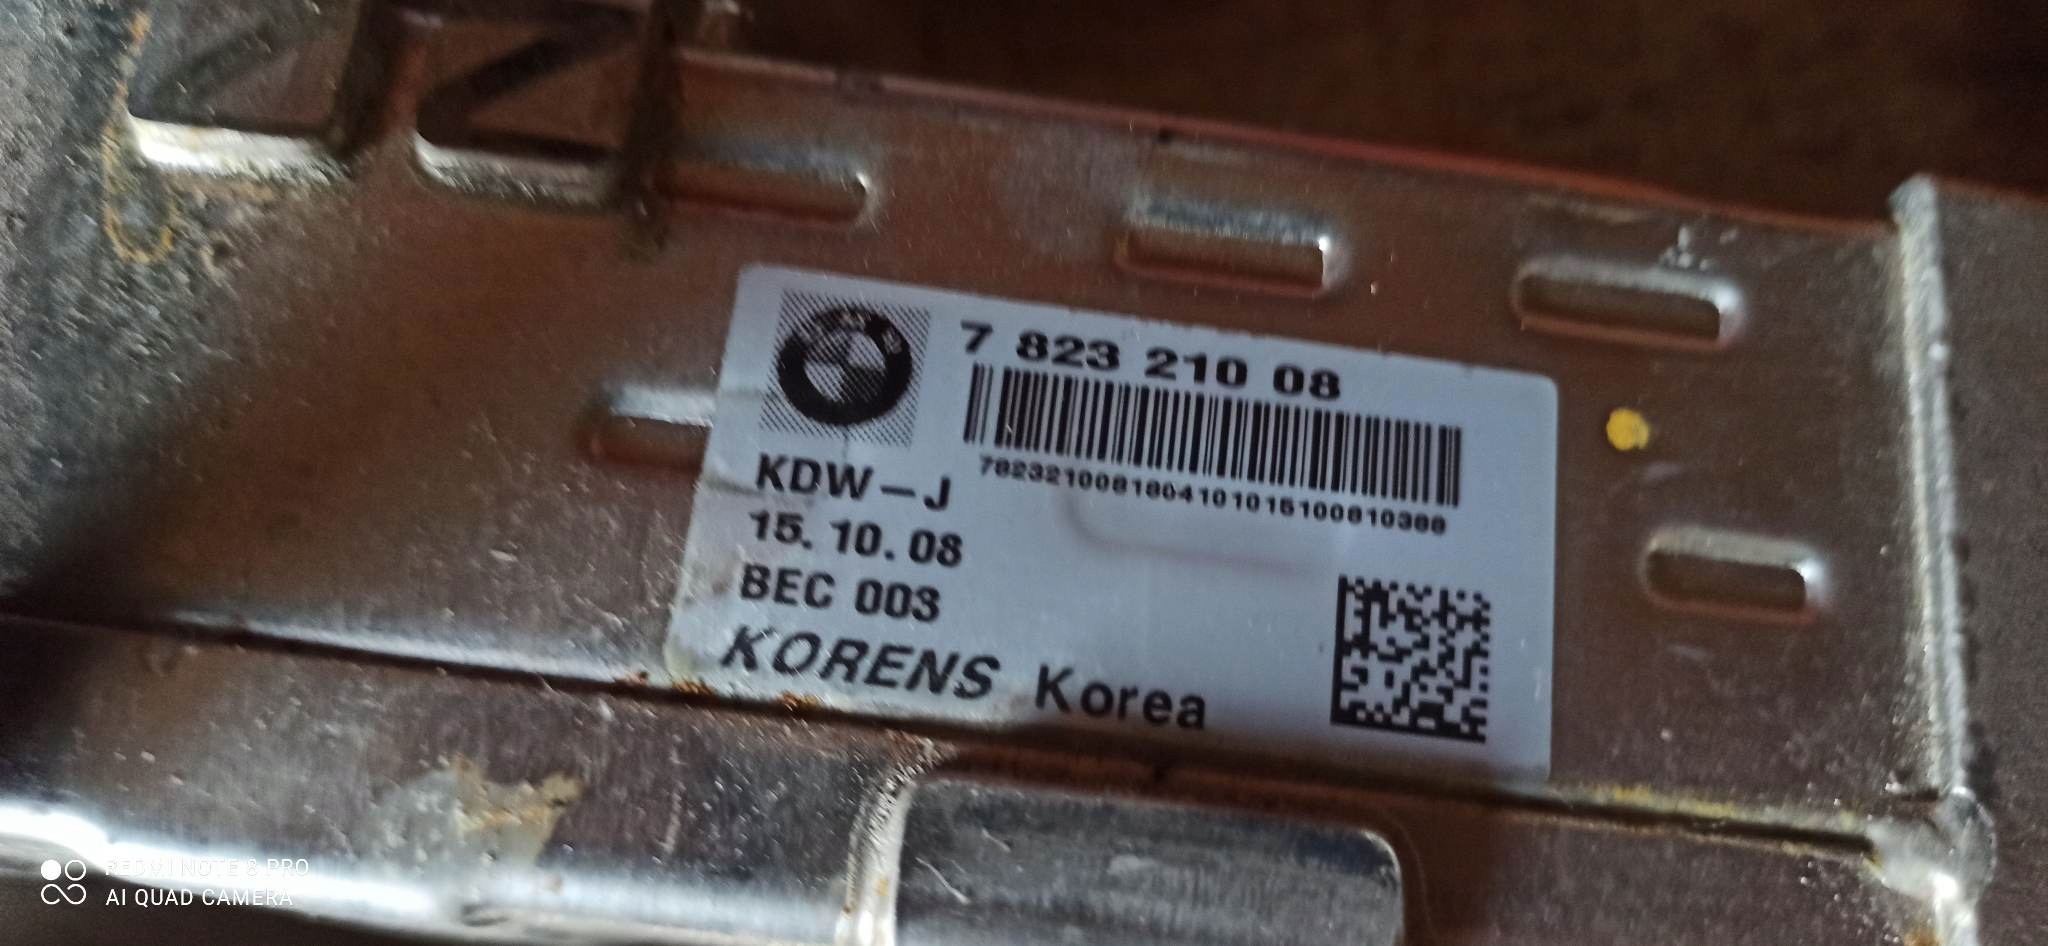 BMW
7 823 210 08
7823210081804101015100810388
KDW-J
15. 10. 08
BEC 003
KORENS Korea
REDMI NOTE 8 PRO
AI QUAD CAMERA